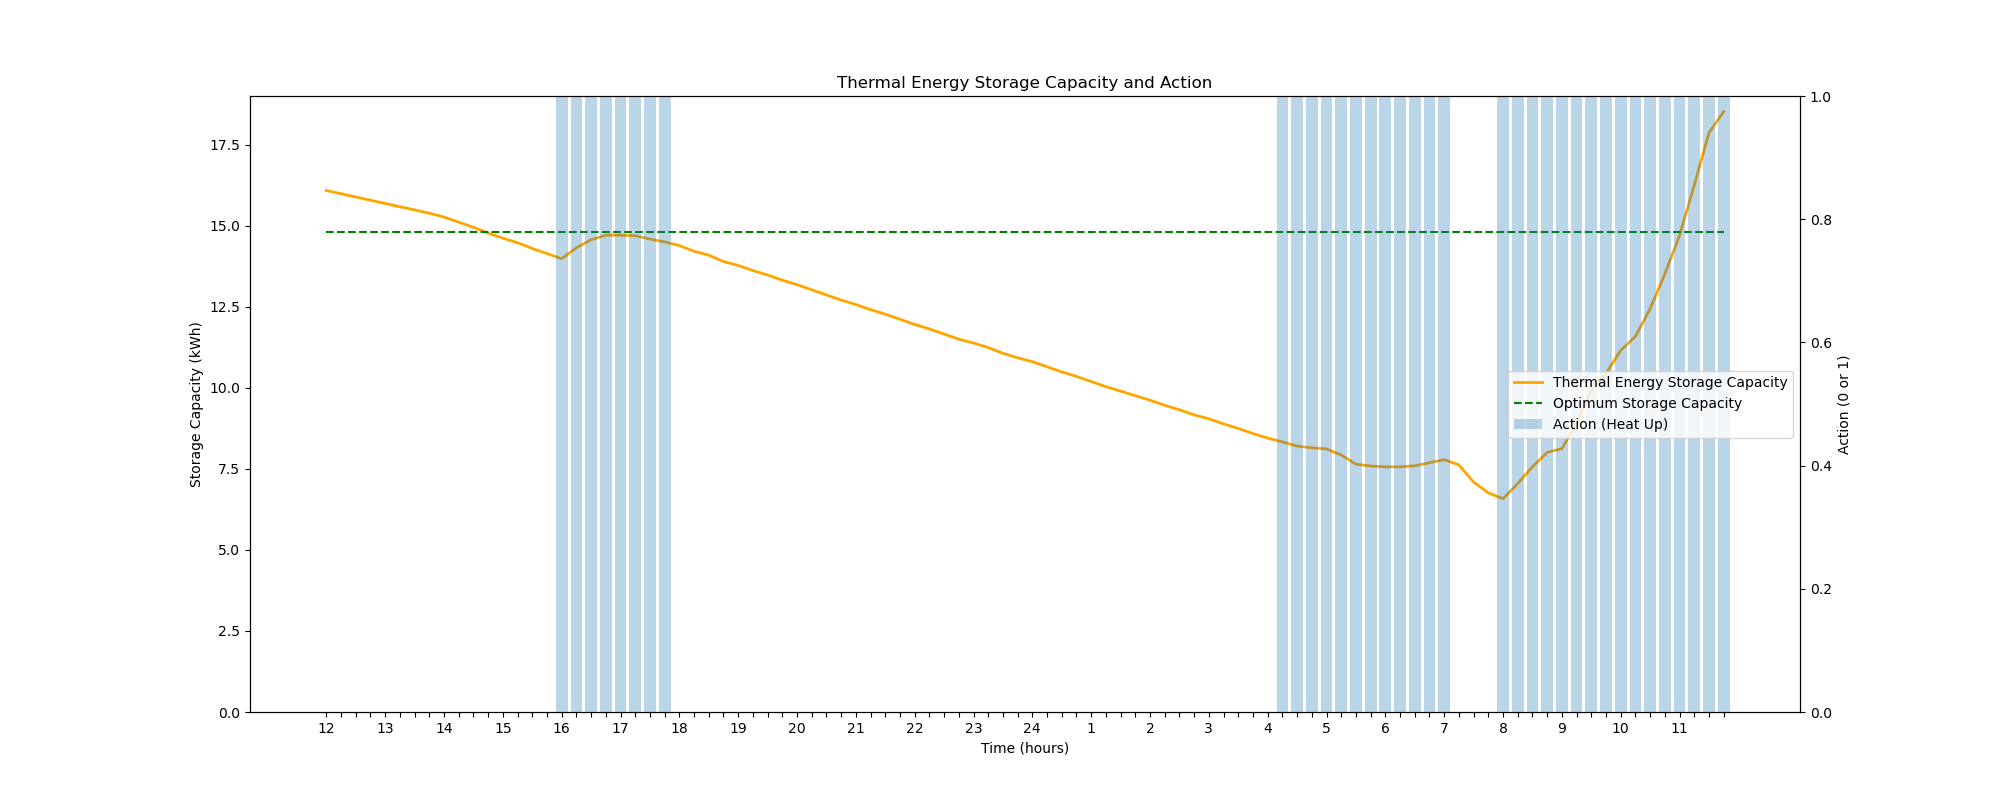 Thermal Energy Storage Capacity and Action
Storage Capacity (kWh)
17.5
15.0
12.5
10.0
7.5
5.0
2.5
0.0
1.0
0.8
0.6
0.4
0.2
0.0
Action (0 or 1)
Thermal Energy Storage Capacity
Optimum Storage Capacity
Action (Heat Up)
12 13 14 15 16 17 18 19 20 21 22 23 24 1 2 3 4 5 6 7 8 9 10 11
Time (hours)